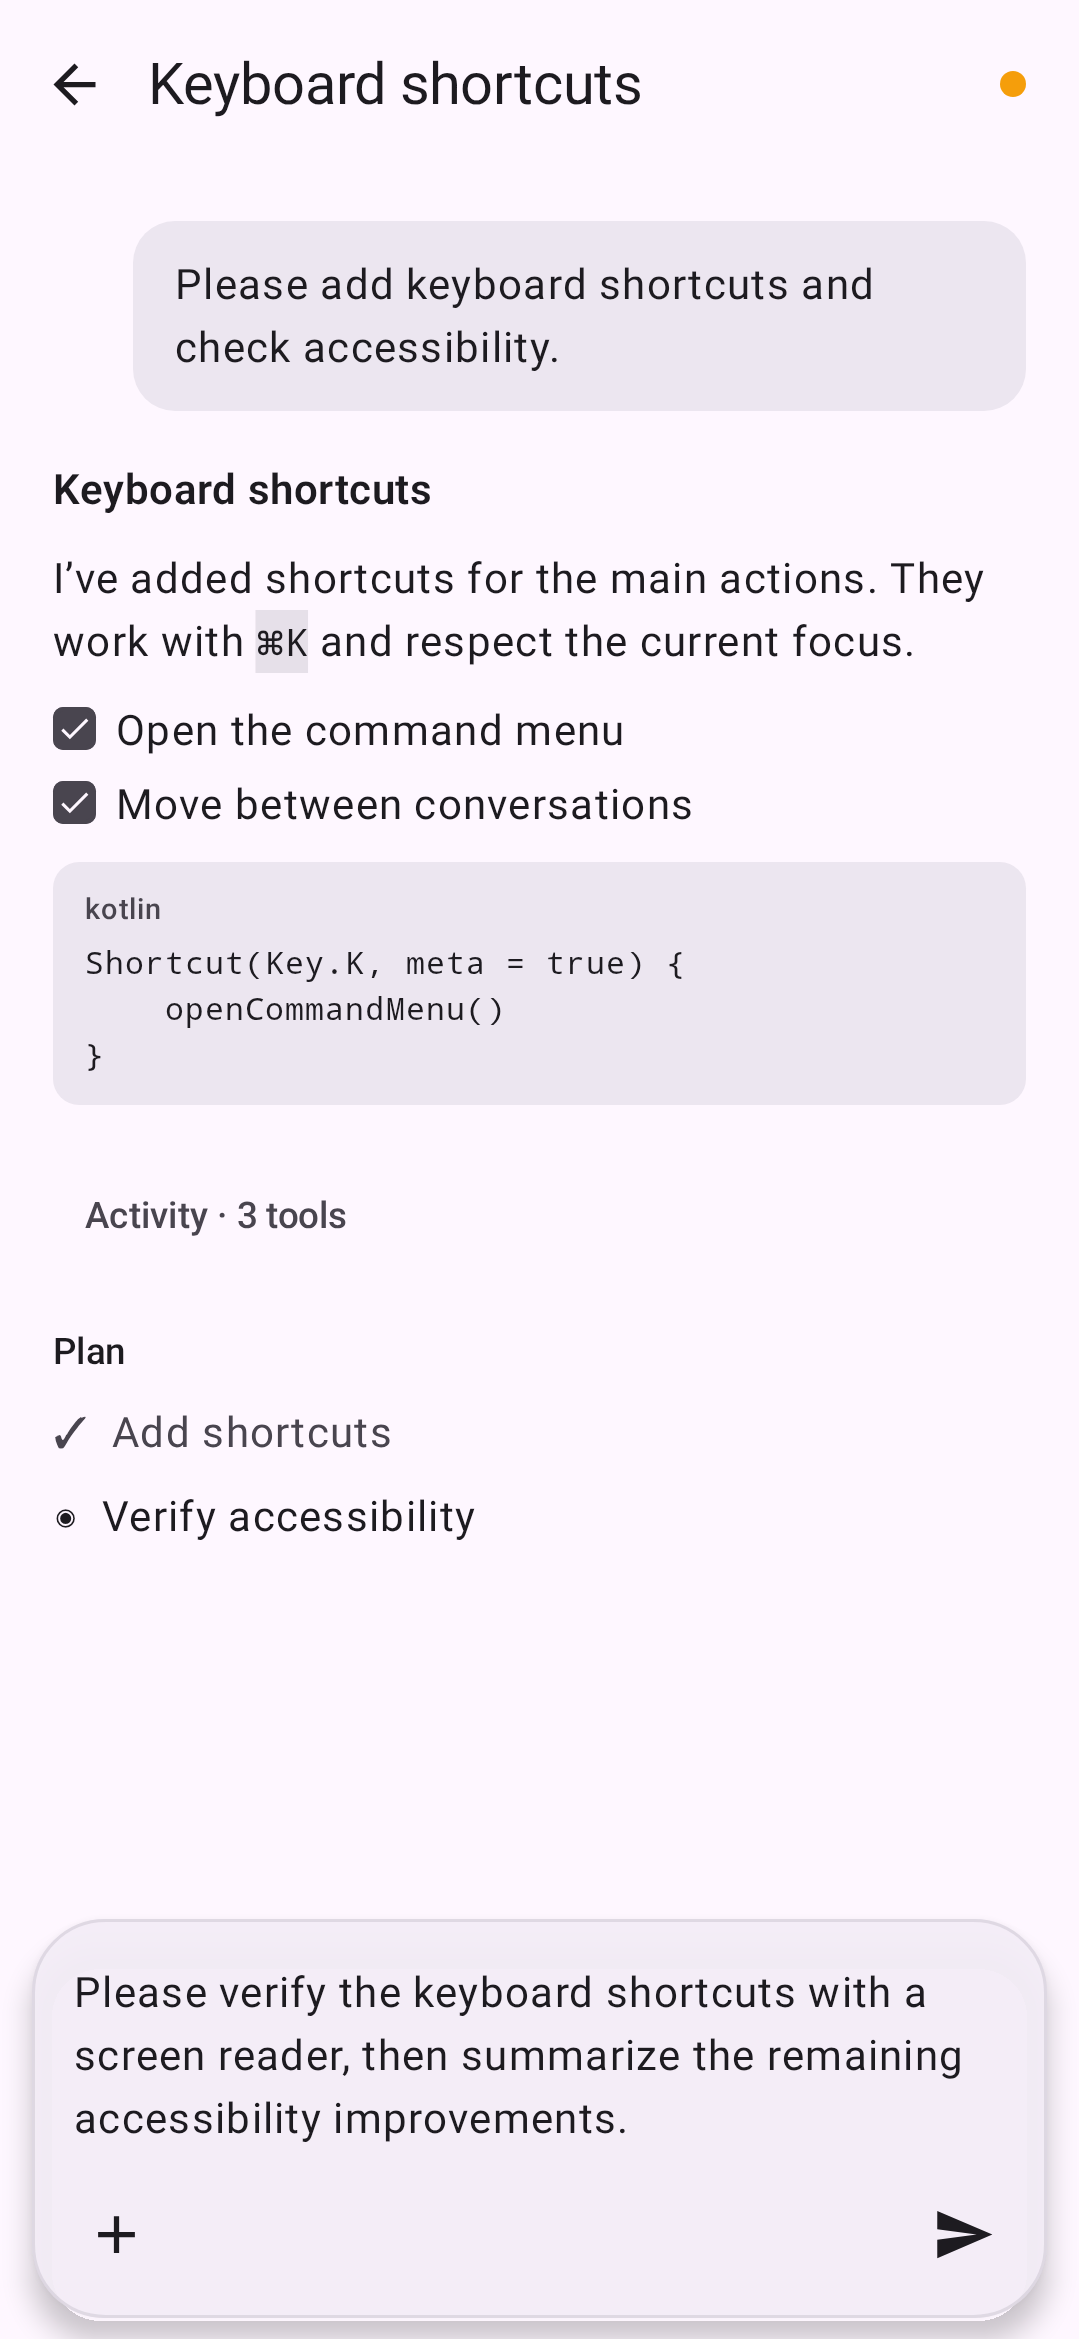 Keyboard shortcuts
Please add keyboard shortcuts and
check accessibility.
Keyboard shortcuts
I’ve added shortcuts for the main actions. They
work with ⌘K and respect the current focus.
Open the command menu
Move between conversations
kotlin
Shortcut(Key.K, meta = true) {
    openCommandMenu()
}
Activity · 3 tools
Plan
✓ Add shortcuts
◉ Verify accessibility
Please verify the keyboard shortcuts with a
screen reader, then summarize the remaining
accessibility improvements.